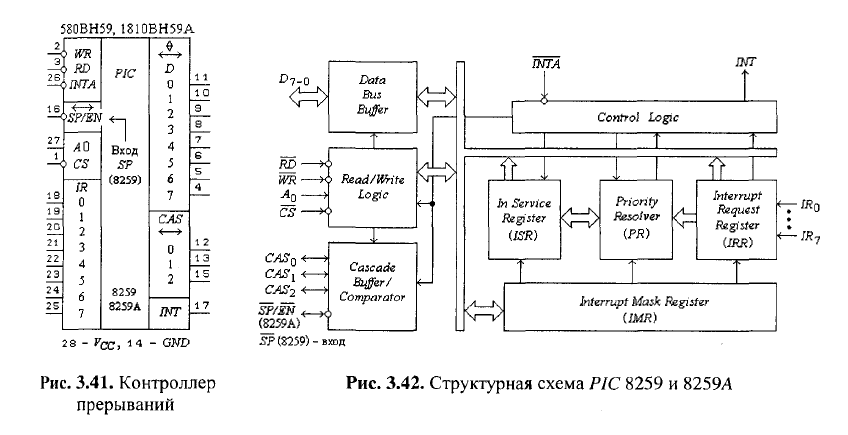 580ВН59, 1810ВН59А
2 WR
3 RD
26 INTA
PIC
θ
D
0 11
1 10
2 9
3 8
4 7
5 6
6 5
7 4
16 SP/EN
27 A0
1 CS
Вход
SP
(8259)
IR
18 0
19 1
20 2
21 3
22 4
23 5
24 6
25 7
CAS
0 12
1 13
2 15
8259
8259A
INT 17
28 - VCC, 14 - GND
Рис. 3.41. Контроллер
прерываний
D7-0
Data
Bus
Buffer
RD
WR
A0
CS
Read/Write
Logic
CAS0
CAS1
CAS2
SP/EN
(8259A)
SP (8259) - вход
Cascade
Buffer/
Comparator
INTA
INT
Control Logic
In Service
Register
(ISR)
Priority
Resolver
(PR)
Interrupt
Request
Register
(IRR)
IR0
IR7
Interrupt Mask Register
(IMR)
Рис. 3.42. Структурная схема PIC 8259 и 8259A